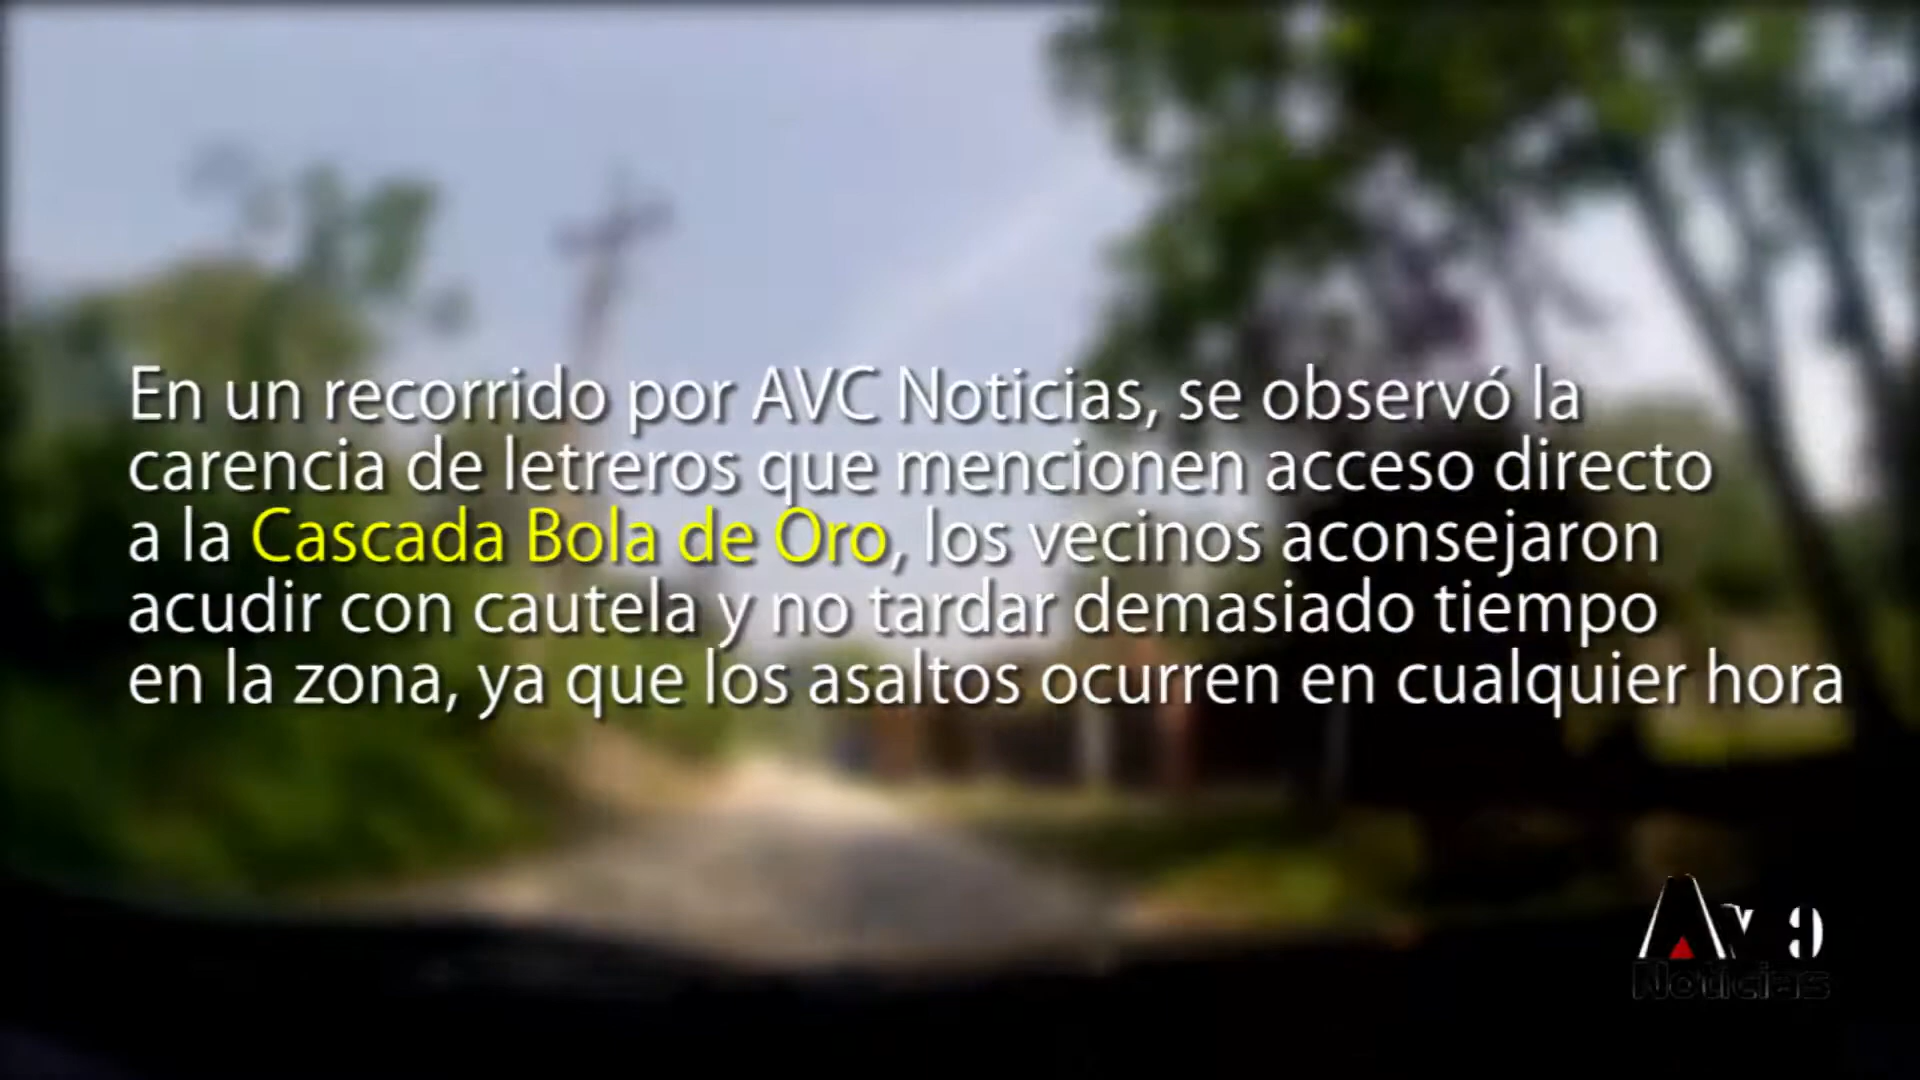 En un recorrido por AVC Noticias, se observó la
carencia de letreros que mencionen acceso directo
a la Cascada Bola de Oro, los vecinos aconsejaron
acudir con cautela y no tardar demasiado tiempo
en la zona, ya que los asaltos ocurren en cualquier hora
Noticias